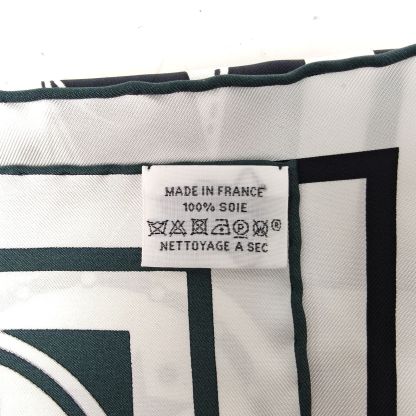 MADE IN FRANCE
100% SOIE
®
NETTOYAGE A SEC